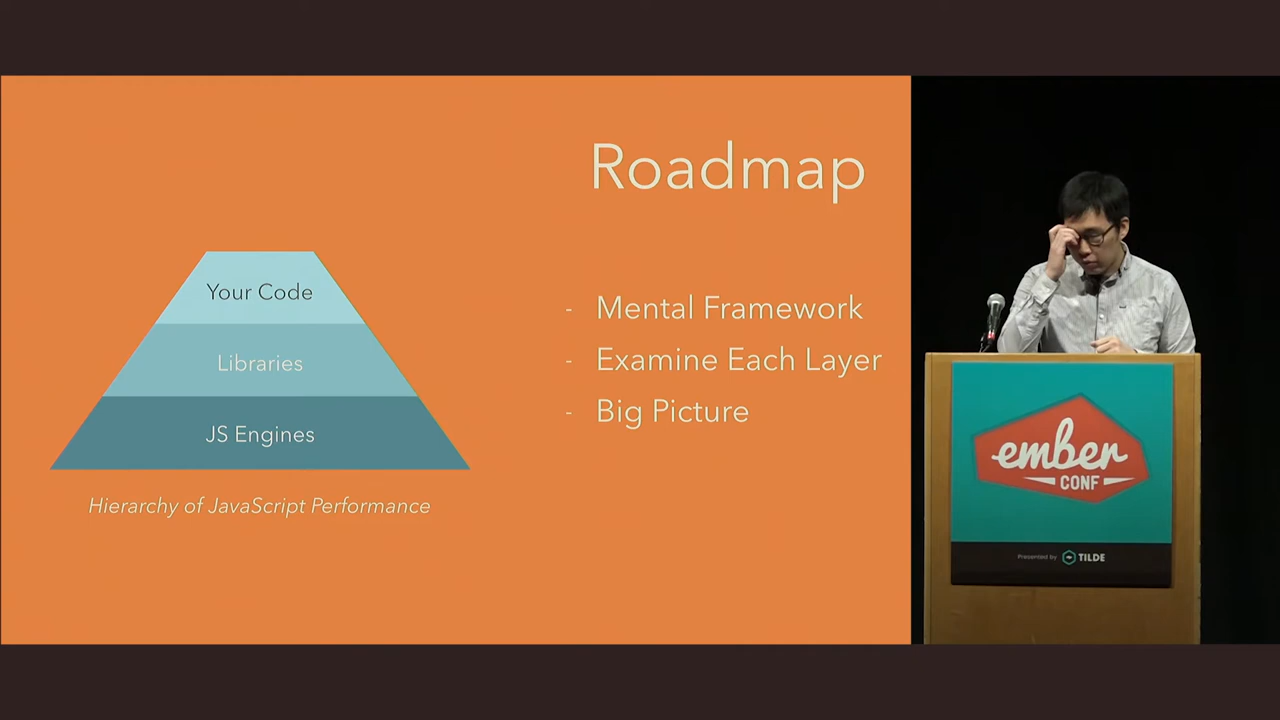 Roadmap
Your Code
Libraries
JS Engines
Hierarchy of JavaScript Performance
- Mental Framework
- Examine Each Layer
- Big Picture
ember
CONF
Presented by TILDE